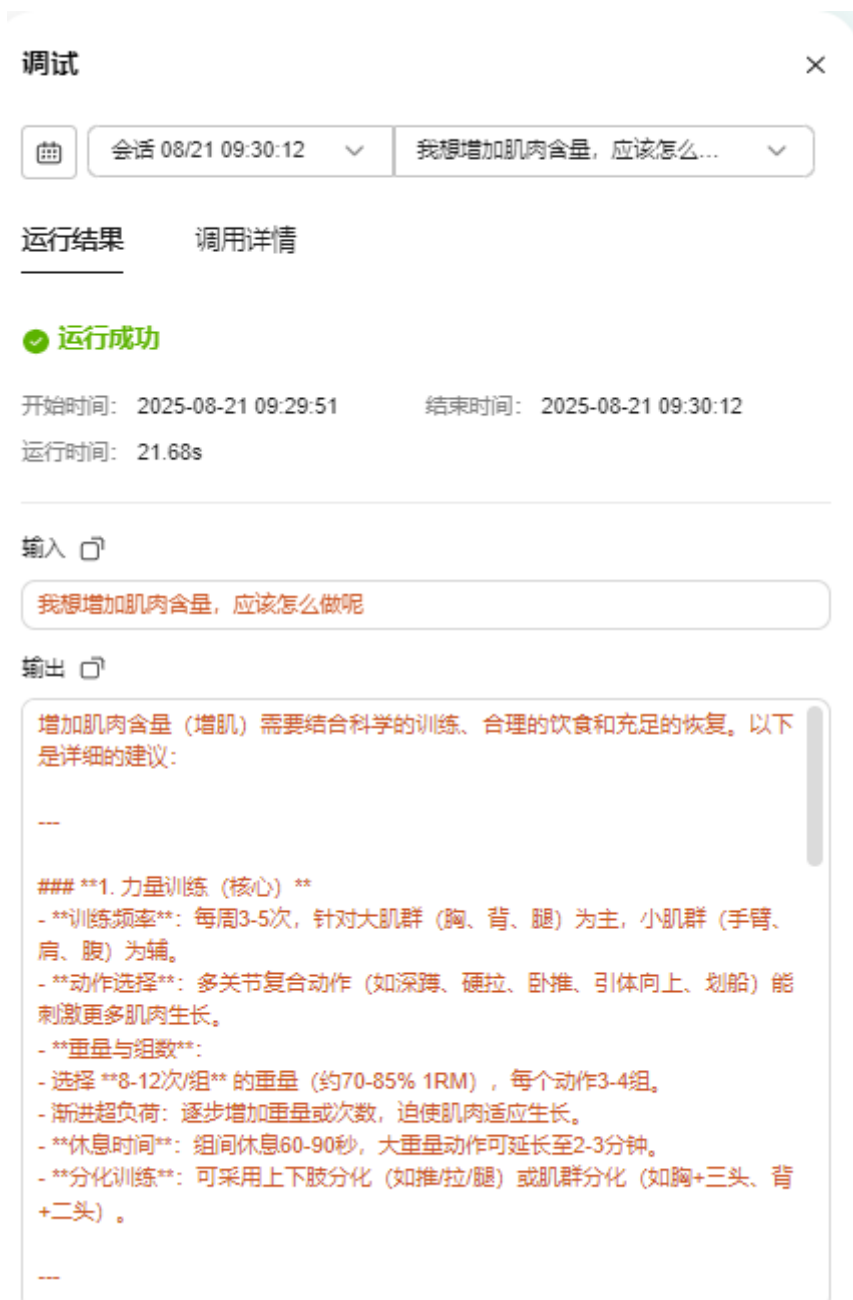 调试
会话 08/21 09:30:12
我想增加肌肉含量，应该怎么...
运行结果
调用详情
运行成功
开始时间： 2025-08-21 09:29:51
结束时间： 2025-08-21 09:30:12
运行时间： 21.68s
输入
我想增加肌肉含量，应该怎么做呢
输出
增加肌肉含量（增肌）需要结合科学的训练、合理的饮食和充足的恢复。以下
是详细的建议：
---
### **1. 力量训练（核心）**
- **训练频率**：每周3-5次，针对大肌群（胸、背、腿）为主，小肌群（手臂、
肩、腹）为辅。
- **动作选择**：多关节复合动作（如深蹲、硬拉、卧推、引体向上、划船）能
刺激更多肌肉生长。
- **重量与组数**：
- 选择 **8-12次/组** 的重量（约70-85% 1RM），每个动作3-4组。
- 渐进超负荷：逐步增加重量或次数，迫使肌肉适应生长。
- **休息时间**：组间休息60-90秒，大重量动作可延长至2-3分钟。
- **分化训练**：可采用上下肢分化（如推/拉/腿）或肌群分化（如胸+三头、背
+二头）。
---